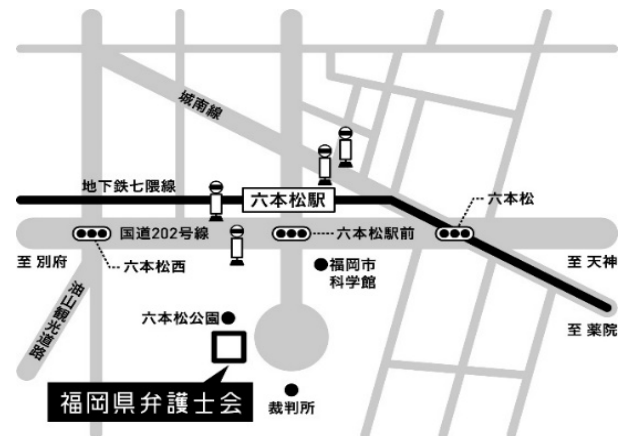 城南線
地下鉄七隈線
六本松駅
六本松
国道202号線
六本松駅前
至 別府
六本松西
福岡市
科学館
至 天神
油山観光道路
六本松公園
至 薬院
福岡県弁護士会
裁判所